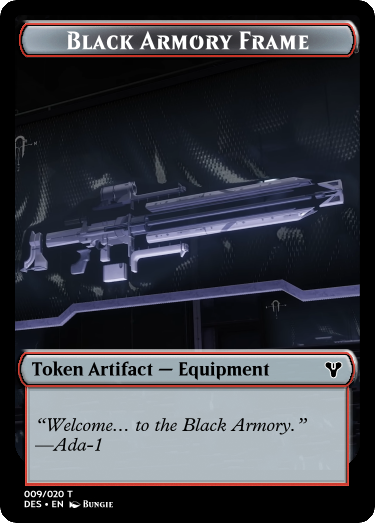 Black Armory Frame
Token Artifact — Equipment
“Welcome… to the Black Armory.”
—Ada-1
009/020 T
DES • EN Bungie